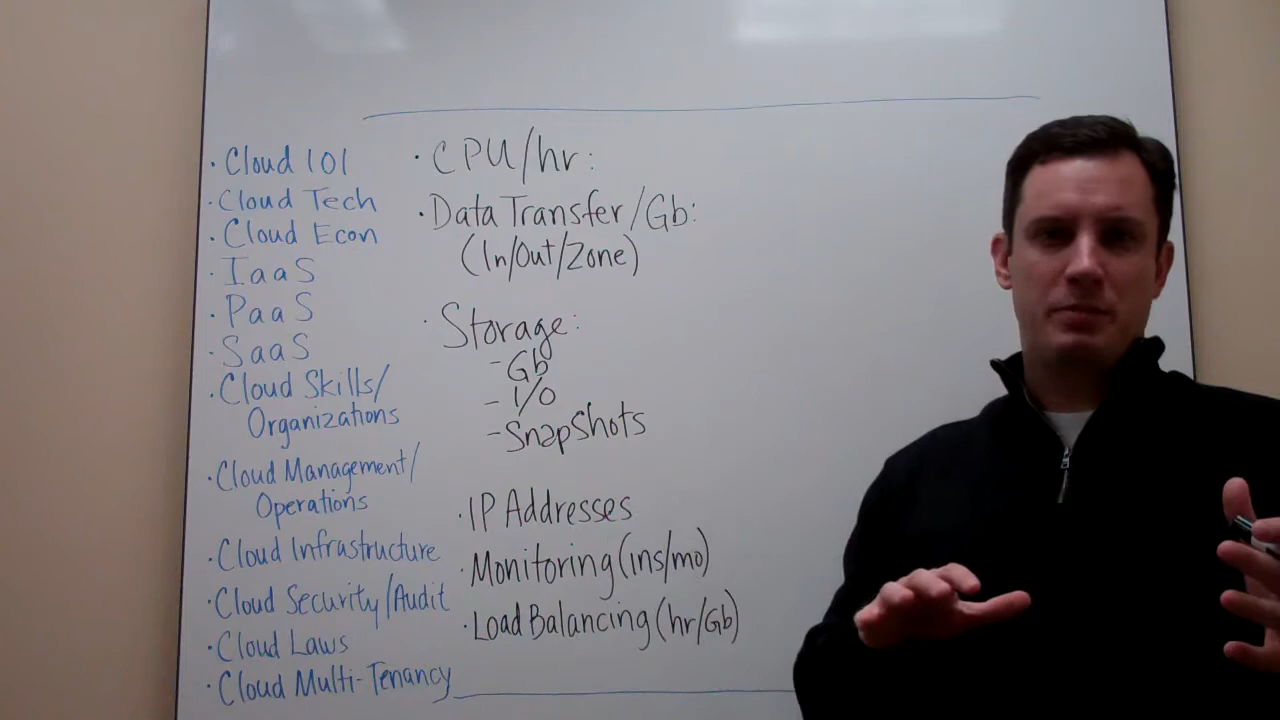 · Cloud 101
· Cloud Tech
· Cloud Econ
· IaaS
· PaaS
· SaaS
· Cloud Skills/
Organizations
· Cloud Management/
Operations
· Cloud Infrastructure
· Cloud Security/Audit
· Cloud Laws
· Cloud Multi-Tenancy
· CPU/hr:
· Data Transfer/Gb:
(In/Out/Zone)
· Storage:
- Gb
- I/O
- Snapshots
· IP Addresses
· Monitoring (ins/mo)
· Load Balancing (hr/Gb)